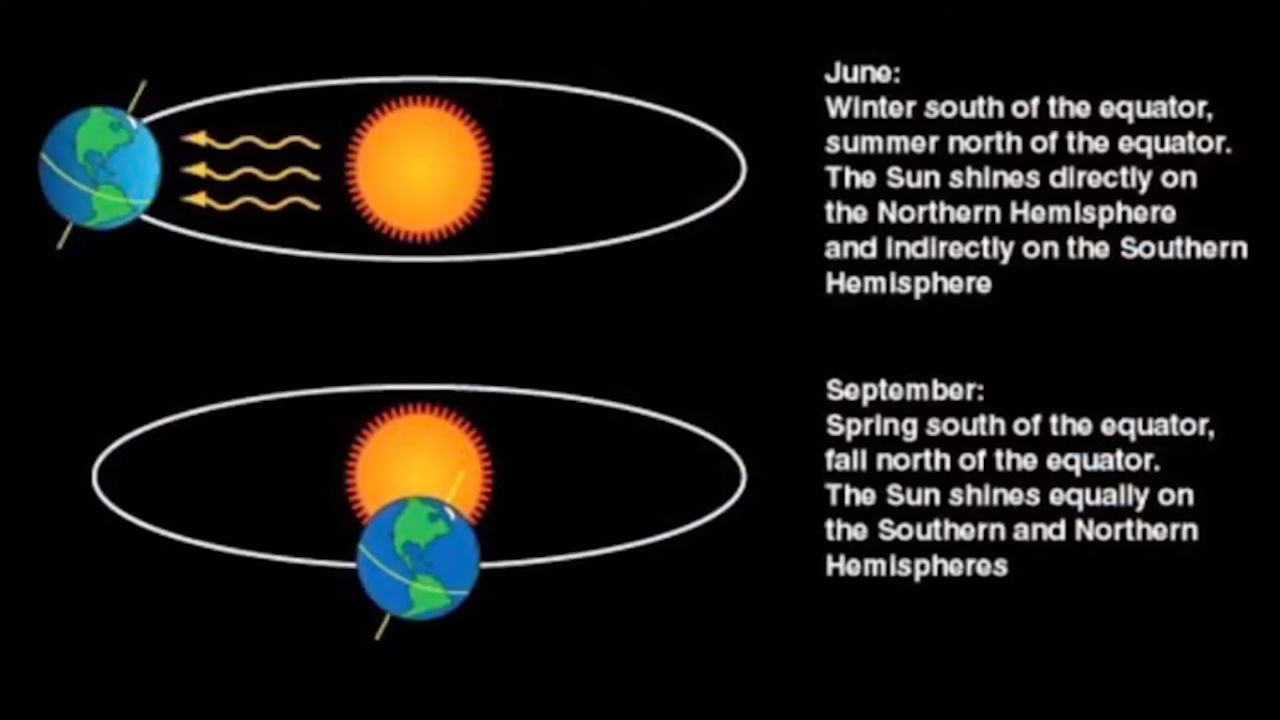 June:
Winter south of the equator,
summer north of the equator.
The Sun shines directly on
the Northern Hemisphere
and indirectly on the Southern
Hemisphere
September:
Spring south of the equator,
fall north of the equator.
The Sun shines equally on
the Southern and Northern
Hemispheres